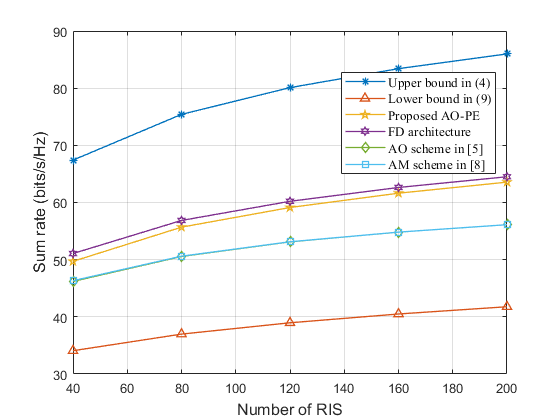 90
80
70
60
50
40
30
Sum rate (bits/s/Hz)
Upper bound in (4)
Lower bound in (9)
Proposed AO-PE
FD architecture
AO scheme in [5]
AM scheme in [8]
40 60 80 100 120 140 160 180 200
Number of RIS